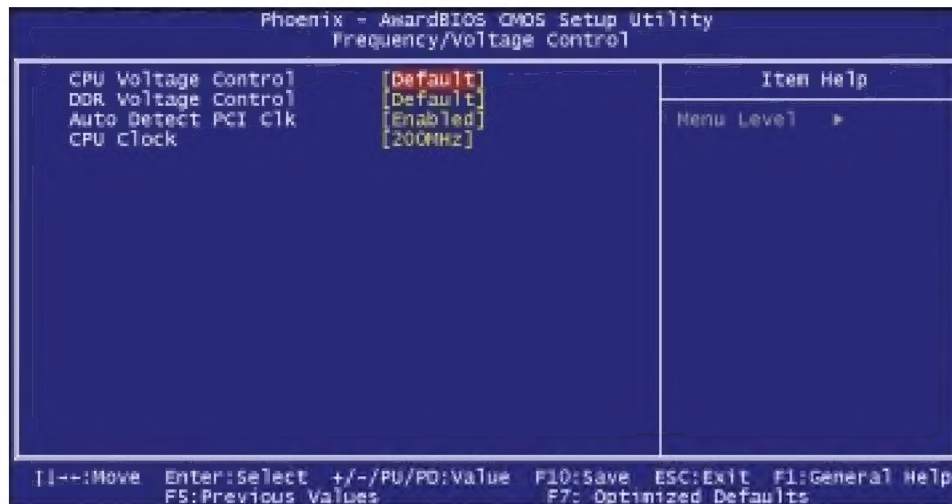 Phoenix - AwardBIOS CMOS Setup Utility
Frequency/Voltage Control
CPU Voltage Control [Default]
DDR Voltage Control [Default]
Auto Detect PCI Clk [Enabled]
CPU Clock [200MHz]
Item Help
Menu Level ►
↑↓→←:Move Enter:Select +/-/PU/PD:Value F10:Save ESC:Exit F1:General Help
F5:Previous Values F7: Optimized Defaults